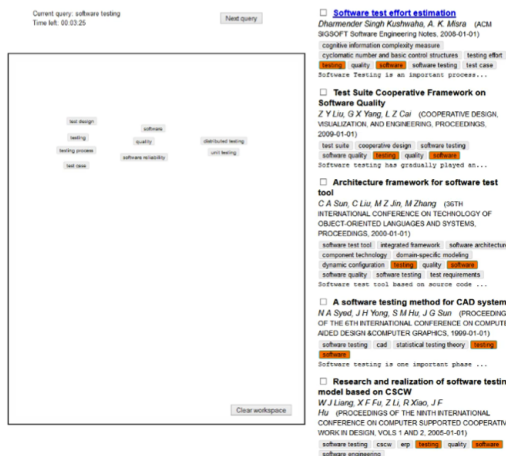 Current query: software testing
Time left: 00:03:25
Next query
test design
testing
testing process
test case
software
quality
software reliability
distributed testing
unit testing
Clear workspace
Software test effort estimation
Dharmender Singh Kushwaha, A. K. Misra (ACM
SIGSOFT Software Engineering Notes, 2008-01-01)
cognitive information complexity measure
cyclomatic number and basic control structures testing effort
testing quality software software testing test case
Software Testing is an important process...
Test Suite Cooperative Framework on
Software Quality
Z Y Liu, G X Yang, L Z Cai (COOPERATIVE DESIGN,
VISUALIZATION, AND ENGINEERING, PROCEEDINGS,
2009-01-01)
test suite cooperative design software testing
software quality testing quality software
Software testing has gradually played an...
Architecture framework for software test
tool
C A Sun, C Liu, M Z Jin, M Zhang (36TH
INTERNATIONAL CONFERENCE ON TECHNOLOGY OF
OBJECT-ORIENTED LANGUAGES AND SYSTEMS,
PROCEEDINGS, 2000-01-01)
software test tool integrated framework software architecture
component technology domain-specific modeling
dynamic configuration testing quality software
software quality software testing test requirements
Software test tool based on source code ...
A software testing method for CAD system
N A Syed, J H Yong, S M Hu, J G Sun (PROCEEDING
OF THE 6TH INTERNATIONAL CONFERENCE ON COMPUTE
AIDED DESIGN &COMPUTER GRAPHICS, 1999-01-01)
software testing cad statistical testing theory testing
software
Software testing is one important phase ...
Research and realization of software testin
model based on CSCW
W J Liang, X F Fu, Z Li, R Xiao, J F
Hu (PROCEEDINGS OF THE NINTH INTERNATIONAL
CONFERENCE ON COMPUTER SUPPORTED COOPERATIV
WORK IN DESIGN, VOLS 1 AND 2, 2005-01-01)
software testing cscw erp testing quality software
software engineering